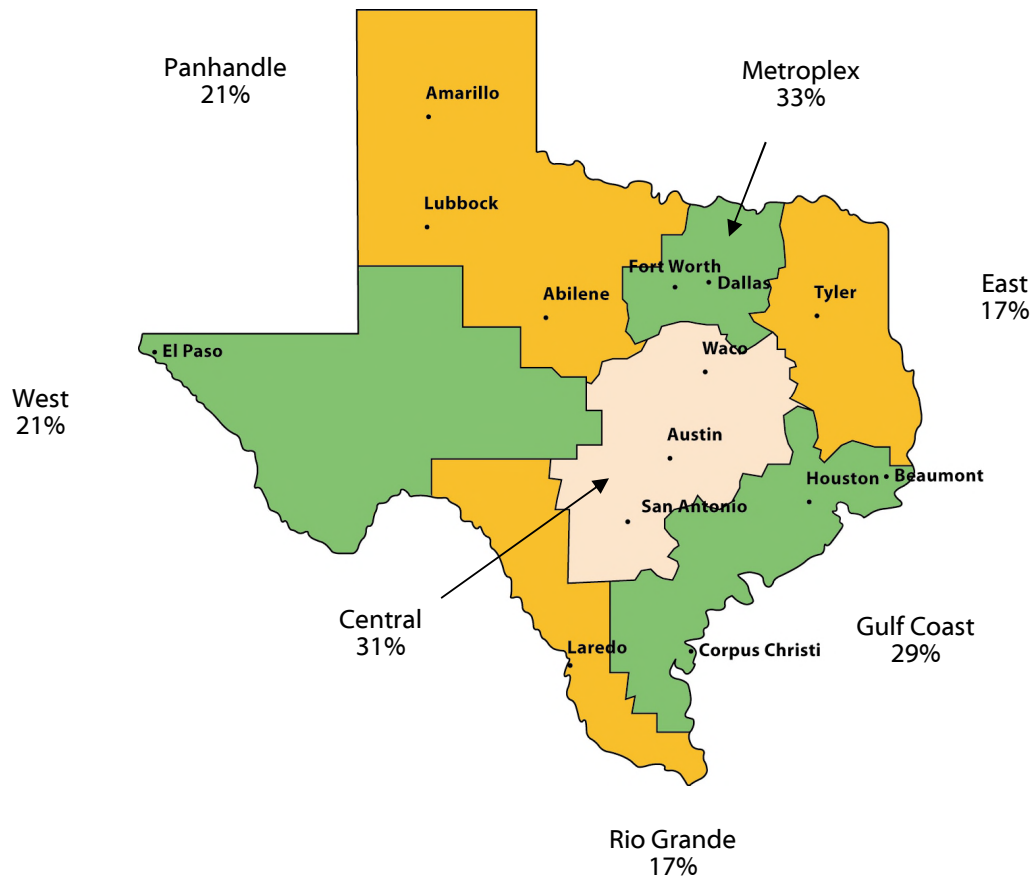 Panhandle
21%
Metroplex
33%
Amarillo
Lubbock
Fort Worth
Dallas
Abilene
Tyler
East
17%
El Paso
Waco
West
21%
Austin
Houston
Beaumont
San Antonio
Central
31%
Gulf Coast
29%
Laredo
Corpus Christi
Rio Grande
17%